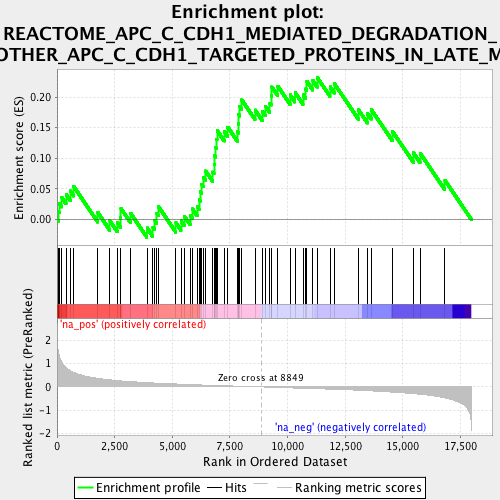 Enrichment plot:
REACTOME_APC_C_CDH1_MEDIATED_DEGRADATION_
OTHER_APC_C_CDH1_TARGETED_PROTEINS_IN_LATE_M
Enrichment score (ES)
0.20
0.15
0.10
0.05
0.00
'na_pos' (positively correlated)
Ranked list metric (PreRanked)
2
1
0
-1
-2
Zero cross at 8849
'na_neg' (negatively correlated)
0
2,500
5,000
7,500
10,000
12,500
15,000
17,500
Rank in Ordered Dataset
Enrichment profile
Hits
Ranking metric scores